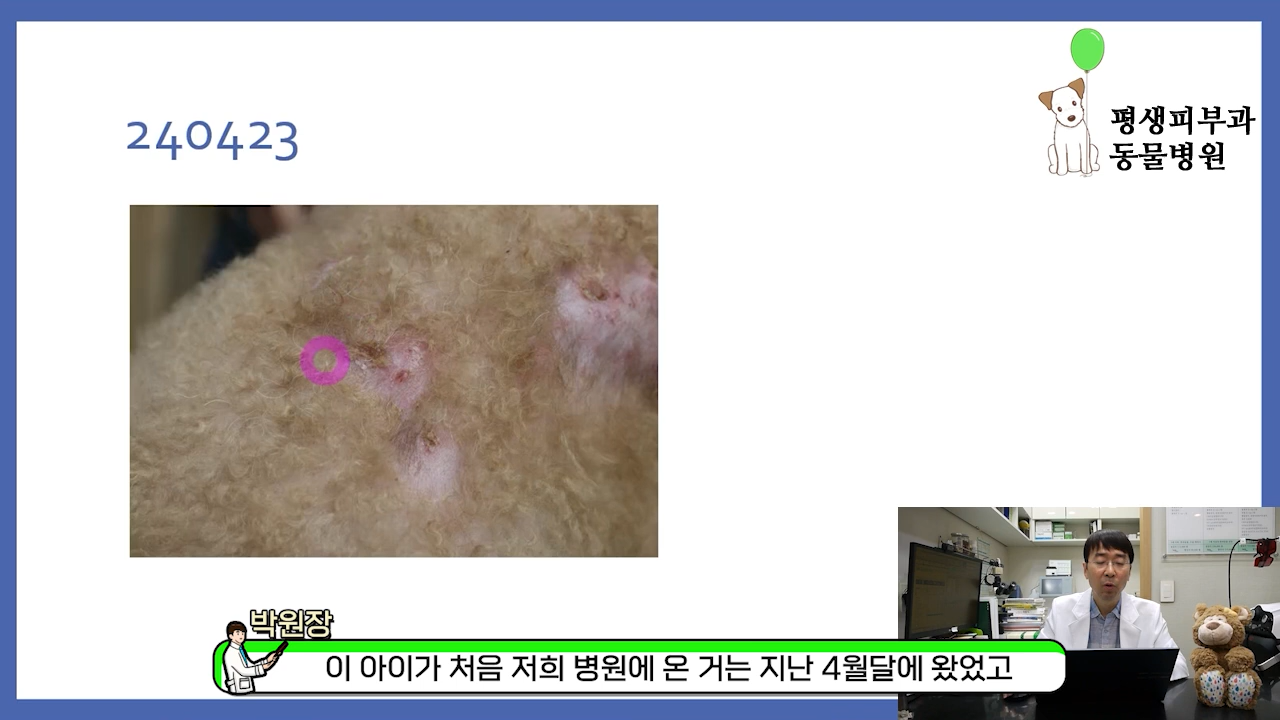 240423
평생피부과
동물병원
박원장
이 아이가 처음 저희 병원에 온 거는 지난 4월달에 왔었고